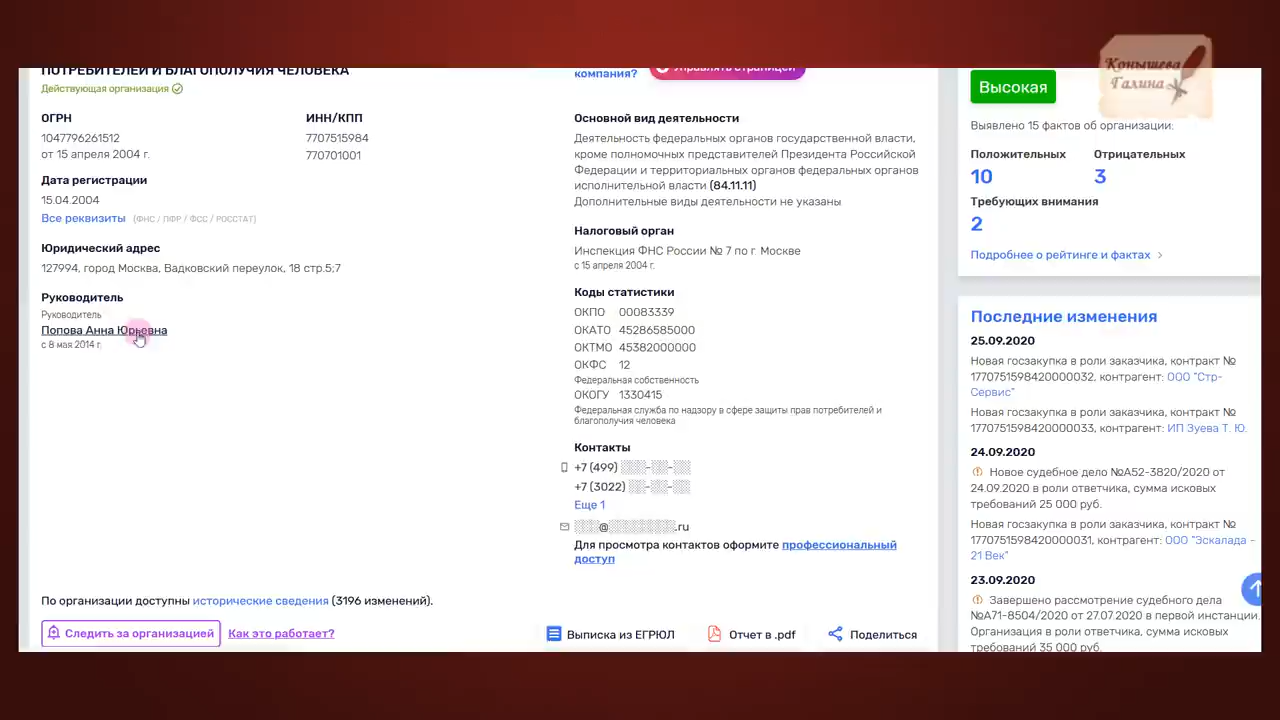 ПОТРЕБИТЕЛЕЙ И БЛАГОПОЛУЧИЯ ЧЕЛОВЕКА
Действующая организация
ОГРН
1047796261512
от 15 апреля 2004 г.
ИНН/КПП
7707515984
770701001
Дата регистрации
15.04.2004
Все реквизиты (ФНС / ПФР / ФСС / РОССТАТ)
Юридический адрес
127994, город Москва, Вадковский переулок, 18 стр.5;7
Руководитель
Руководитель
Попова Анна Юрьевна
с 8 мая 2014 г.
компания?
Управлять страницей
Основной вид деятельности
Деятельность федеральных органов государственной власти,
кроме полномочных представителей Президента Российской
Федерации и территориальных органов федеральных органов
исполнительной власти (84.11.11)
Дополнительные виды деятельности не указаны
Налоговый орган
Инспекция ФНС России № 7 по г. Москве
с 15 апреля 2004 г.
Коды статистики
ОКПО 00083339
ОКАТО 45286585000
ОКТМО 45382000000
ОКФС 12
Федеральная собственность
ОКОГУ 1330415
Федеральная служба по надзору в сфере защиты прав потребителей и
благополучия человека
Контакты
+7 (499) ░░░-░░-░░
+7 (3022) ░░-░░-░░
Еще 1
░░░@░░░░░░░░.ru
Для просмотра контактов оформите профессиональный
доступ
По организации доступны исторические сведения (3196 изменений).
Следить за организацией
Как это работает?
Выписка из ЕГРЮЛ
Отчет в .pdf
Поделиться
Конышева
Галина
Высокая
Выявлено 15 фактов об организации:
Положительных
10
Отрицательных
3
Требующих внимания
2
Подробнее о рейтинге и фактах
Последние изменения
25.09.2020
Новая госзакупка в роли заказчика, контракт №
1770751598420000032, контрагент: ООО "Стр-
Сервис"
Новая госзакупка в роли заказчика, контракт №
1770751598420000033, контрагент: ИП Зуева Т. Ю.
24.09.2020
Новое судебное дело №А52-3820/2020 от
24.09.2020 в роли ответчика, сумма исковых
требований 25 000 руб.
Новая госзакупка в роли заказчика, контракт №
1770751598420000031, контрагент: ООО "Эскалада -
21 Век"
23.09.2020
Завершено рассмотрение судебного дела
№А71-8504/2020 от 27.07.2020 в первой инстанции.
Организация в роли ответчика, сумма исковых
требований 35 000 руб.